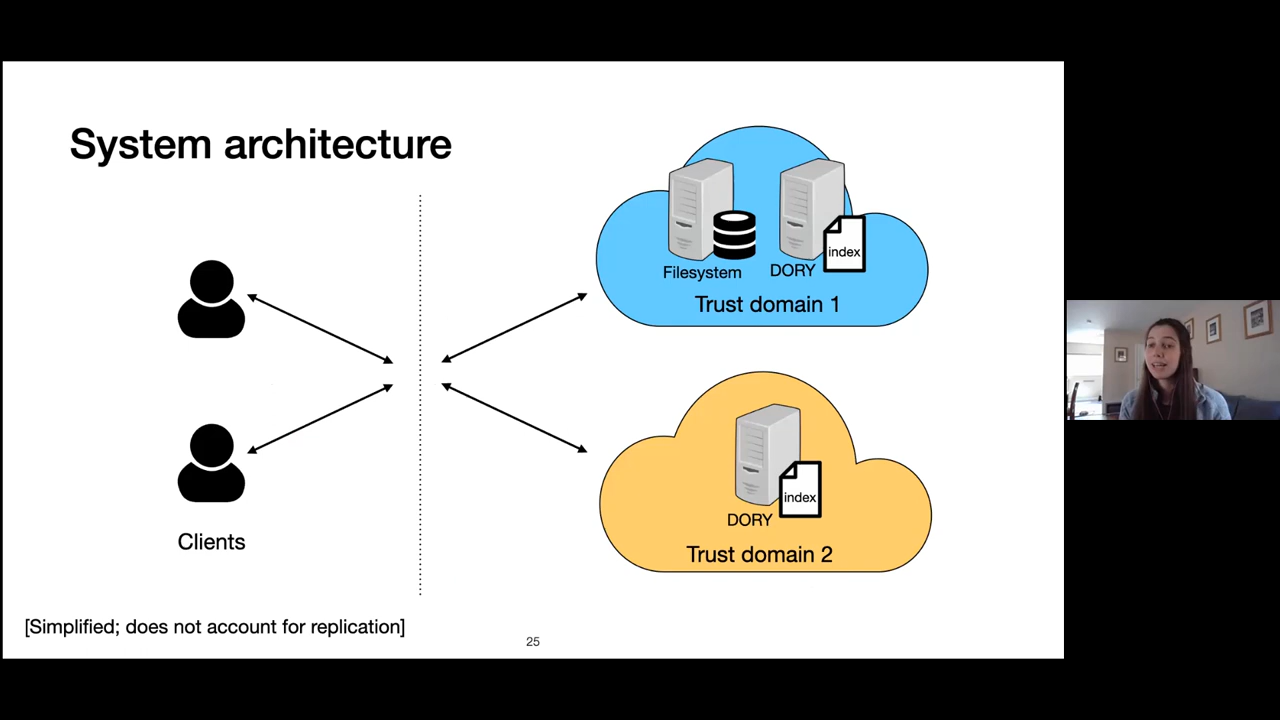 System architecture
index
index
Filesystem
DORY
Trust domain 1
index
DORY
Trust domain 2
Clients
[Simplified; does not account for replication]
25